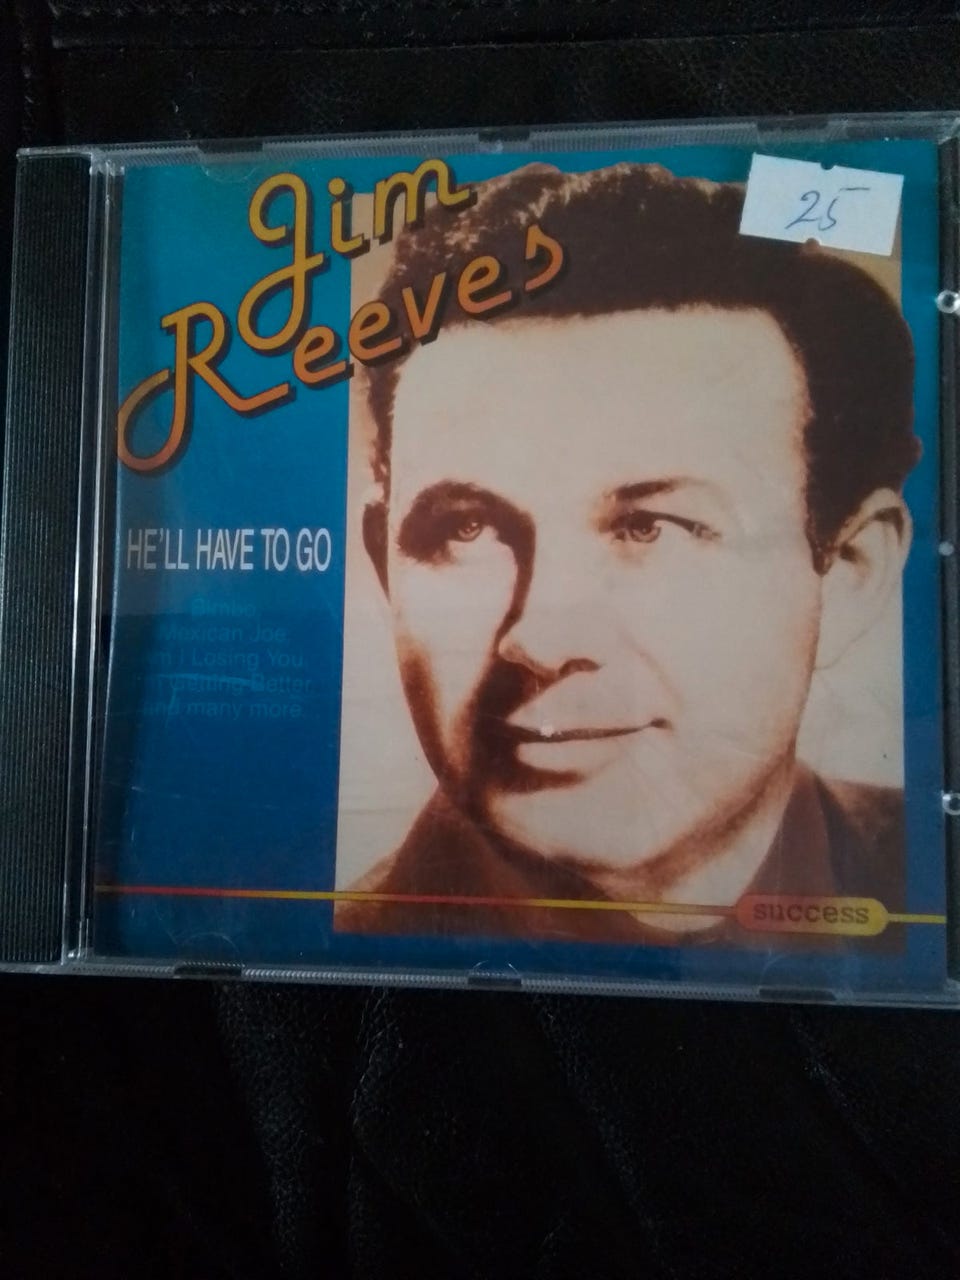 Jim
Reeves
25
HE'LL HAVE TO GO
Bimbo,
Mexican Joe,
I Losing You,
Getting Better
and many more.
success